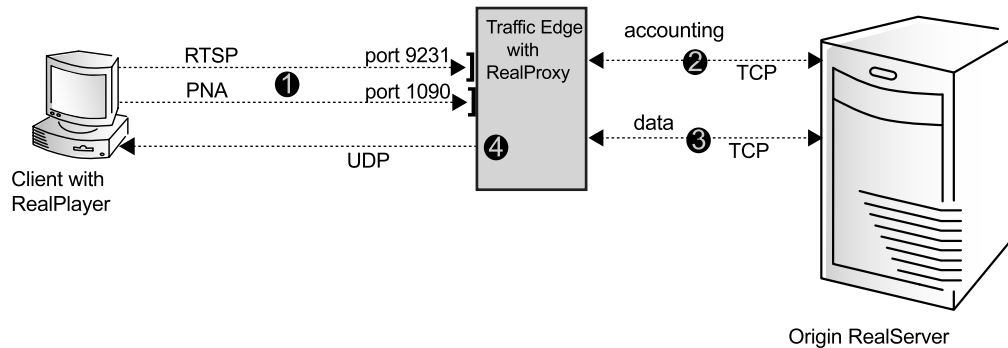 Traffic Edge
with
RealProxy
RTSP
port 9231
1
PNA
port 1090
accounting
2
TCP
data
3
TCP
4
UDP
Client with
RealPlayer
Origin RealServer